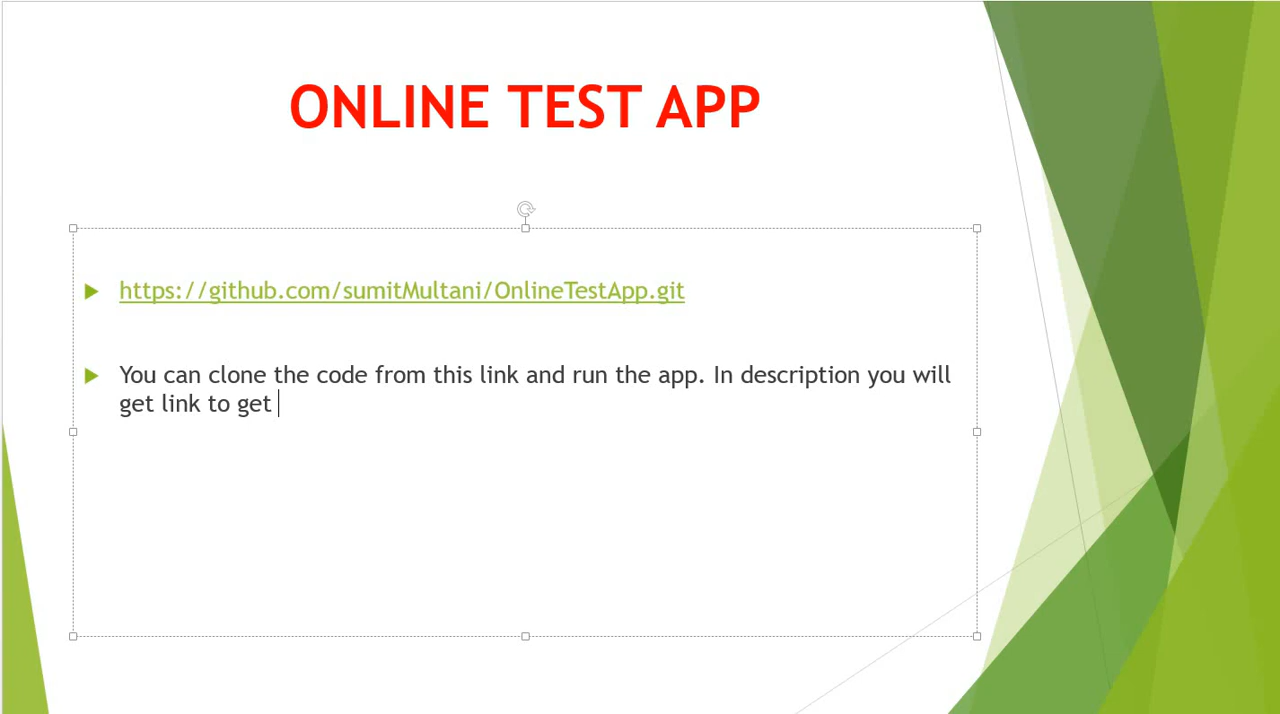 ONLINE TEST APP
https://github.com/sumitMultani/OnlineTestApp.git
You can clone the code from this link and run the app. In description you will
get link to get